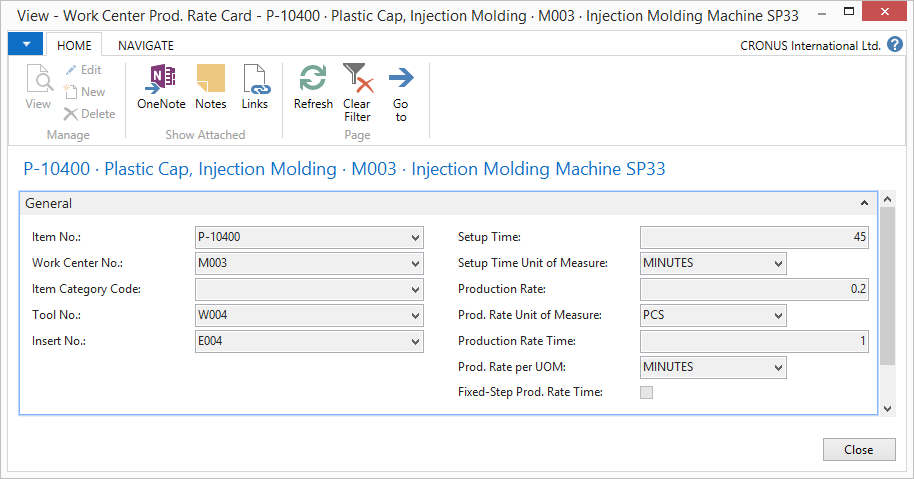 View - Work Center Prod. Rate Card - P-10400 · Plastic Cap, Injection Molding · M003 · Injection Molding Machine SP33
HOME NAVIGATE CRONUS International Ltd. ?
View Edit New Delete OneNote Notes Links Refresh Clear Filter Go to
Manage Show Attached Page
P-10400 · Plastic Cap, Injection Molding · M003 · Injection Molding Machine SP33
General
Item No.: P-10400
Work Center No.: M003
Item Category Code:
Tool No.: W004
Insert No.: E004
Setup Time: 45
Setup Time Unit of Measure: MINUTES
Production Rate: 0.2
Prod. Rate Unit of Measure: PCS
Production Rate Time: 1
Prod. Rate per UOM: MINUTES
Fixed-Step Prod. Rate Time:
Close